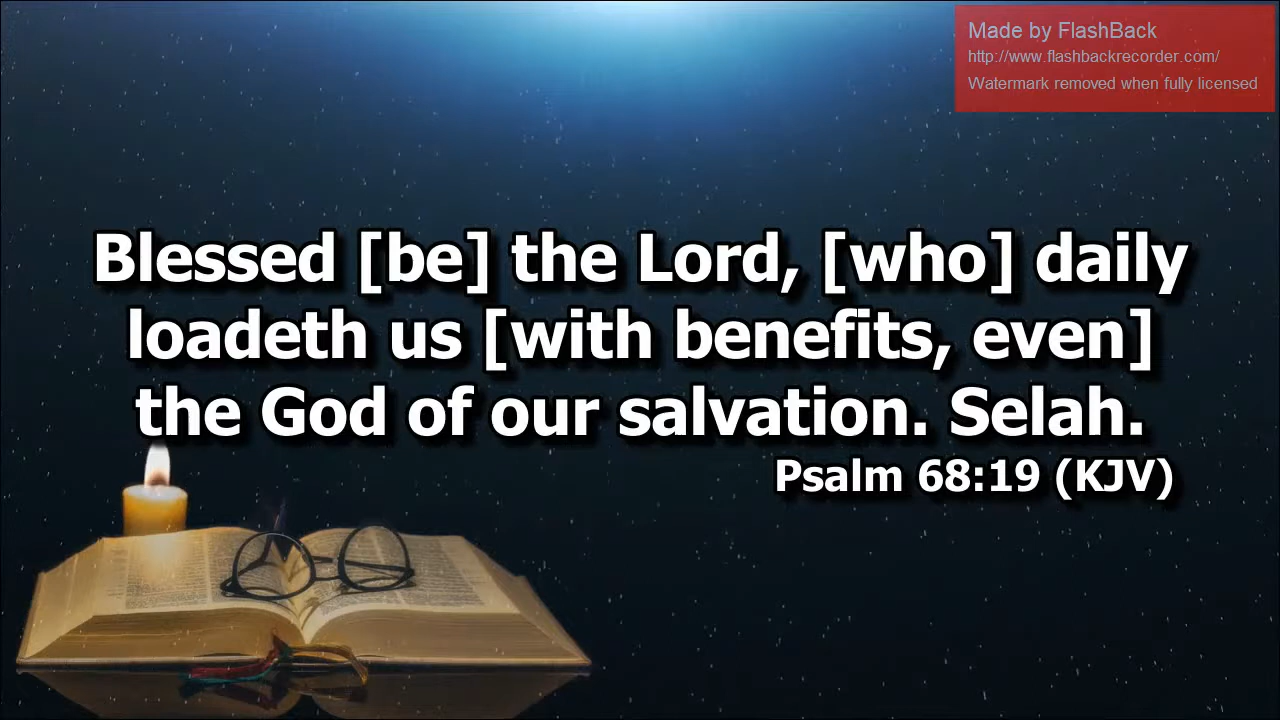 Made by FlashBack
http://www.flashbackrecorder.com/
Watermark removed when fully licensed
Blessed [be] the Lord, [who] daily
loadeth us [with benefits, even]
the God of our salvation. Selah.
Psalm 68:19 (KJV)